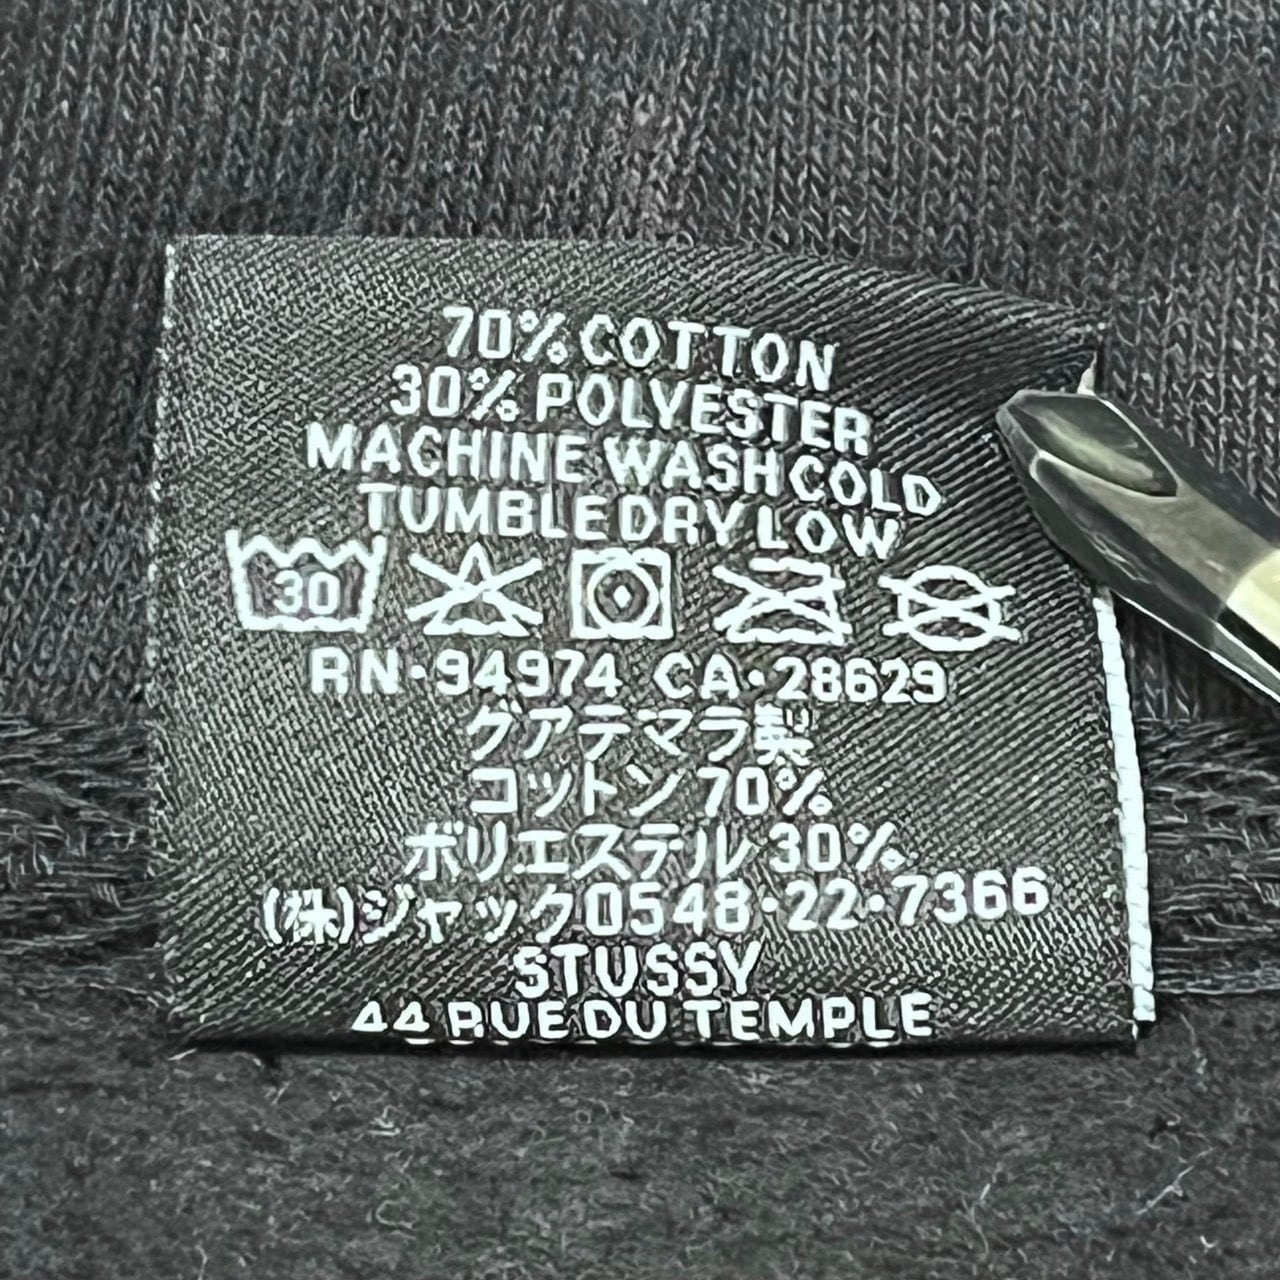 70% COTTON
30% POLYESTER
MACHINE WASH COLD
TUMBLE DRY LOW
30
RN·94974 CA·28629
グアテマラ製
コットン 70%
ポリエステル 30%
(株)ジャック0548·22·7366
STUSSY
44 RUE DU TEMPLE